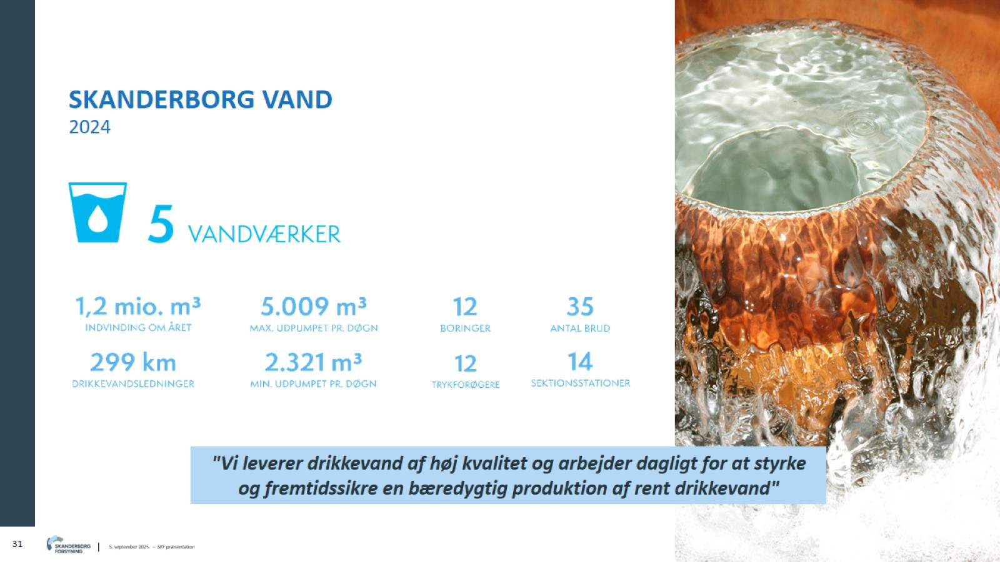 SKANDERBORG VAND
2024
5 VANDVÆRKER
1,2 mio. m³
INDVINDING OM ÅRET
5.009 m³
MAX. UDPUMPET PR. DØGN
12
BORINGER
35
ANTAL BRUD
299 km
DRIKKEVANDSLEDNINGER
2.321 m³
MIN. UDPUMPET PR. DØGN
12
TRYKFORØGERE
14
SEKTIONSSTATIONER
"Vi leverer drikkevand af høj kvalitet og arbejder dagligt for at styrke
og fremtidssikre en bæredygtig produktion af rent drikkevand"
31
SKANDERBORG
FORSYNING
5. september 2025 – SKF præsentation